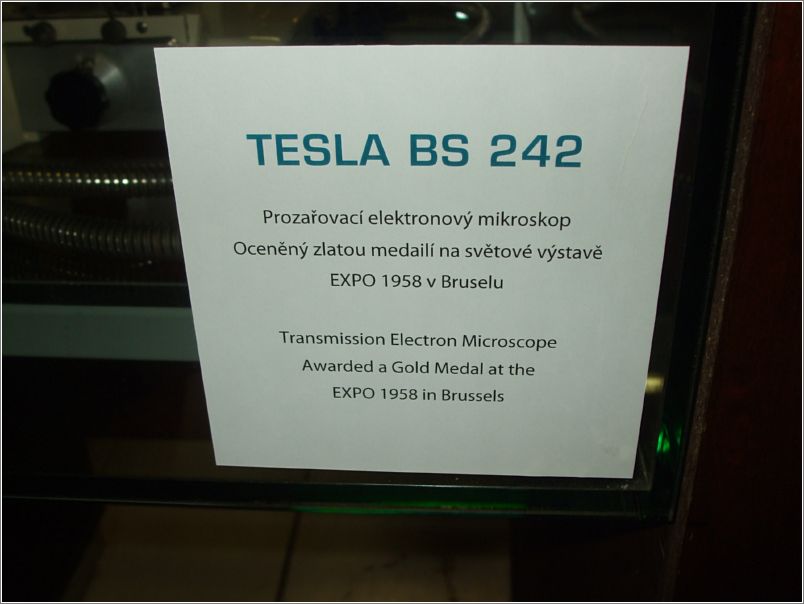 TESLA BS 242
Prozařovací elektronový mikroskop
Oceněný zlatou medailí na světové výstavě
EXPO 1958 v Bruselu
Transmission Electron Microscope
Awarded a Gold Medal at the
EXPO 1958 in Brussels